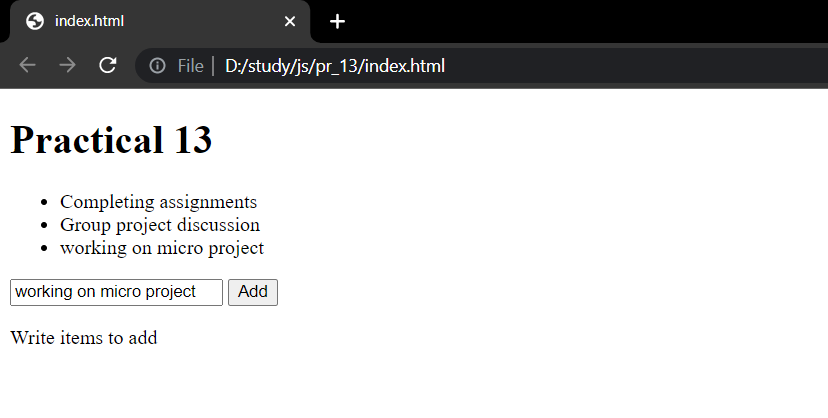 index.html
File | D:/study/js/pr_13/index.html
Practical 13
• Completing assignments
• Group project discussion
• working on micro project
working on micro project Add
Write items to add